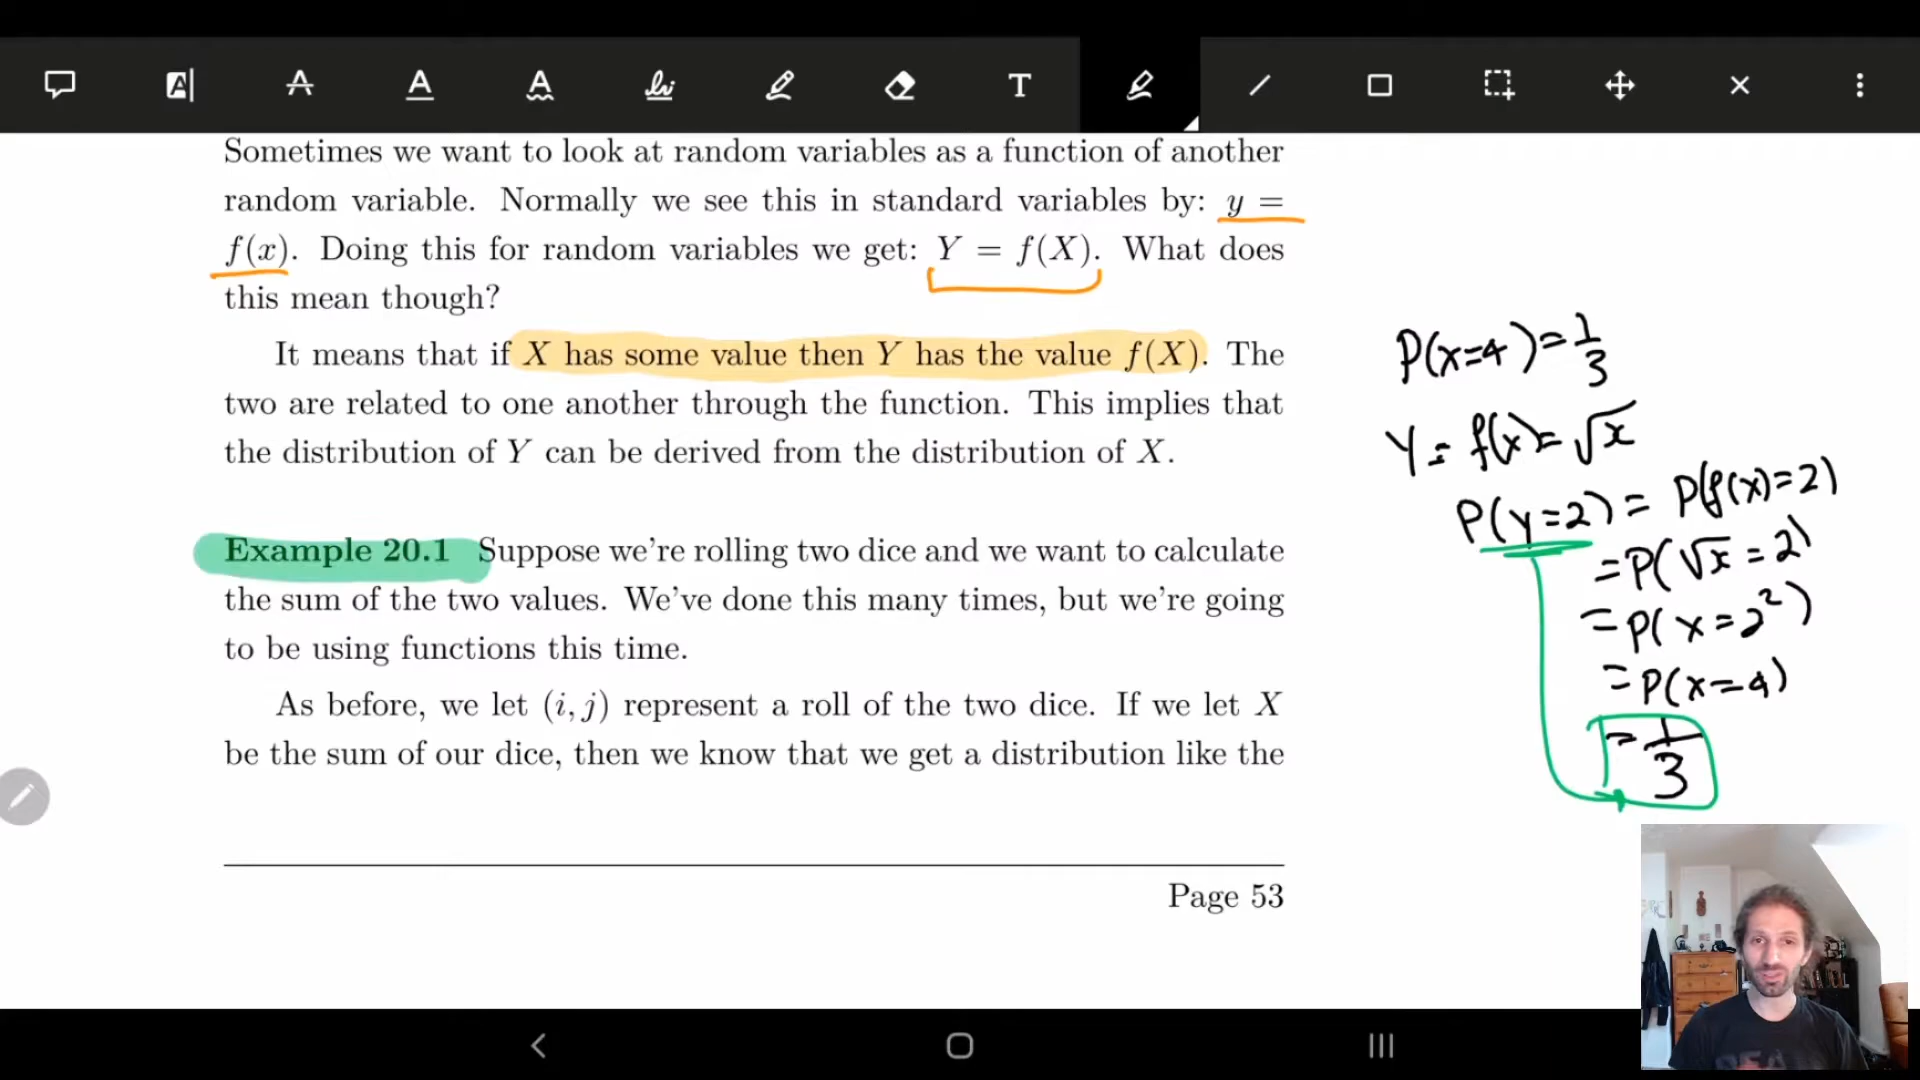 Sometimes we want to look at random variables as a function of another
random variable. Normally we see this in standard variables by: y =
f(x). Doing this for random variables we get: Y = f(X). What does
this mean though?
It means that if X has some value then Y has the value f(X). The
two are related to one another through the function. This implies that
the distribution of Y can be derived from the distribution of X.
Example 20.1 Suppose we're rolling two dice and we want to calculate
the sum of the two values. We've done this many times, but we're going
to be using functions this time.
As before, we let (i, j) represent a roll of the two dice. If we let X
be the sum of our dice, then we know that we get a distribution like the
Page 53
P(x=4)=1/3
Y=f(x)=√x
P(y=2)=P(f(x)=2)
=P(√x=2)
=P(x=2²)
=P(x=4)
=1/3